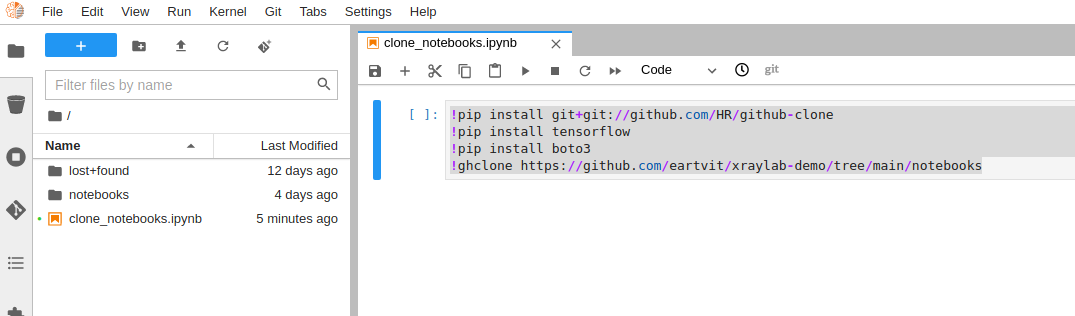 File Edit View Run Kernel Git Tabs Settings Help
Filter files by name
/
Name Last Modified
lost+found 12 days ago
notebooks 4 days ago
clone_notebooks.ipynb 5 minutes ago
clone_notebooks.ipynb
Code git
[ ]:
!pip install git+git://github.com/HR/github-clone
!pip install tensorflow
!pip install boto3
!ghclone https://github.com/eartvit/xraylab-demo/tree/main/notebooks